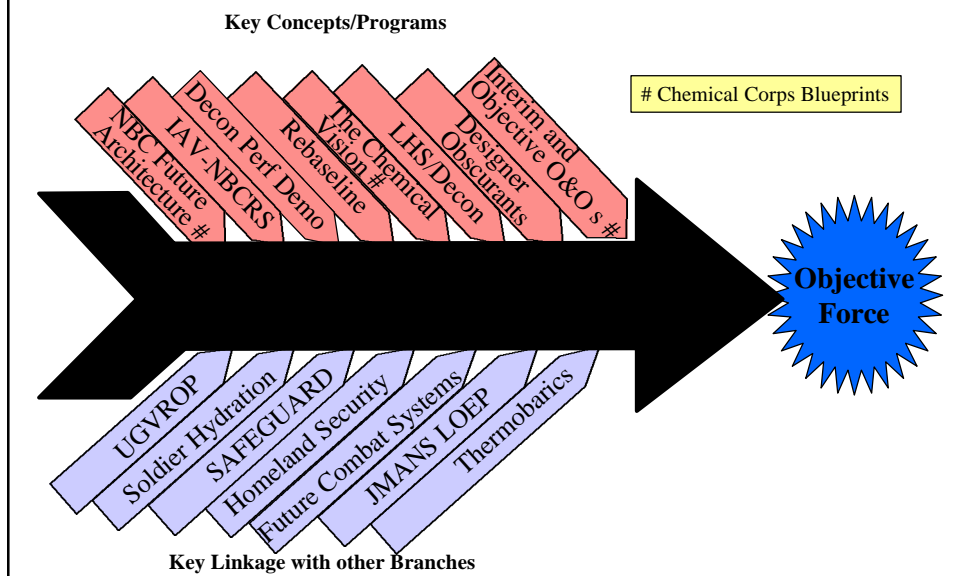 Key Concepts/Programs
# Chemical Corps Blueprints
NBC Future
Architecture #
IAV-NBCRS
Decon Perf Demo
Rebaseline
The Chemical
Vision #
LHS/Decon
Designer
Obscurants
Interim and
Objective O&O s #
Objective
Force
UGVROP
Soldier Hydration
SAFEGUARD
Homeland Security
Future Combat Systems
JMANS LOEP
Thermobarics
Key Linkage with other Branches